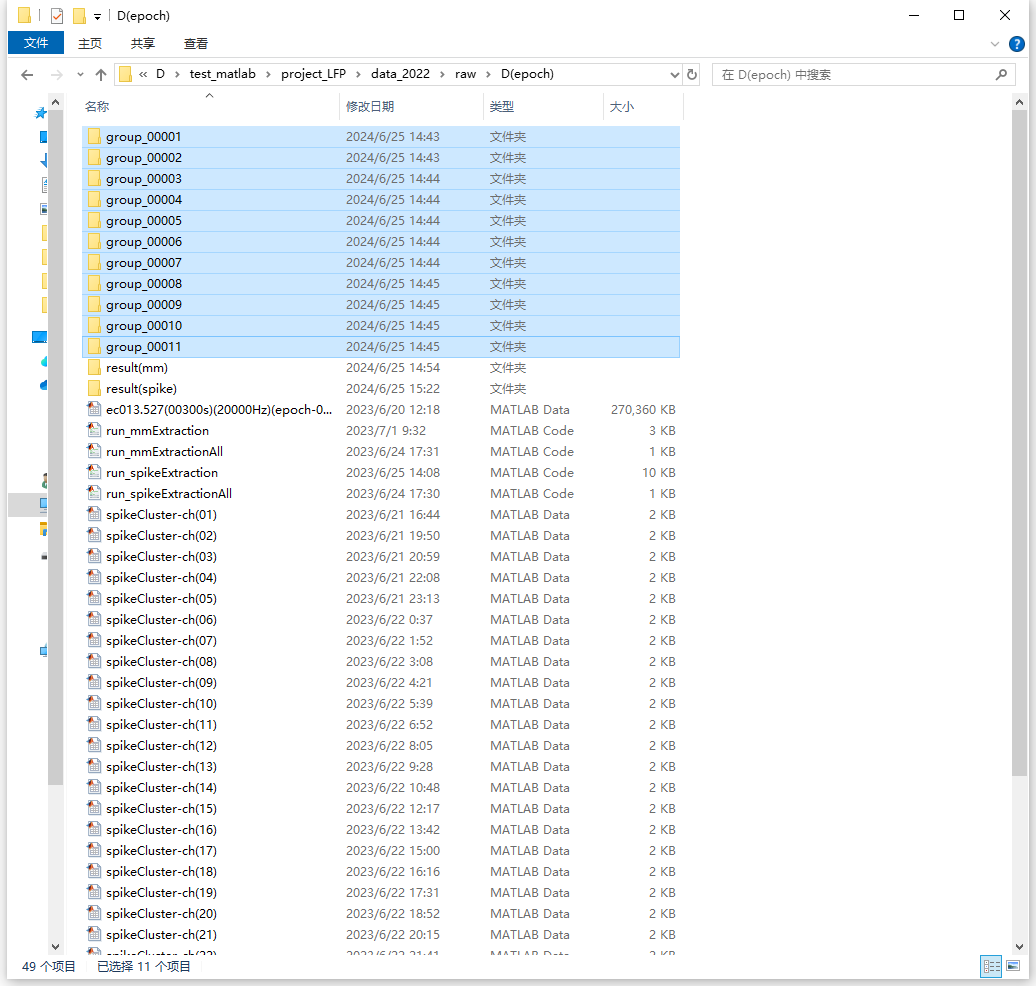 D(epoch)
文件 主页 共享 查看
« D › test_matlab › project_LFP › data_2022 › raw › D(epoch) 在 D(epoch) 中搜索
名称 修改日期 类型 大小
group_00001 2024/6/25 14:43 文件夹
group_00002 2024/6/25 14:43 文件夹
group_00003 2024/6/25 14:44 文件夹
group_00004 2024/6/25 14:44 文件夹
group_00005 2024/6/25 14:44 文件夹
group_00006 2024/6/25 14:44 文件夹
group_00007 2024/6/25 14:44 文件夹
group_00008 2024/6/25 14:45 文件夹
group_00009 2024/6/25 14:45 文件夹
group_00010 2024/6/25 14:45 文件夹
group_00011 2024/6/25 14:45 文件夹
result(mm) 2024/6/25 14:54 文件夹
result(spike) 2024/6/25 15:22 文件夹
ec013.527(00300s)(20000Hz)(epoch-0... 2023/6/20 12:18 MATLAB Data 270,360 KB
run_mmExtraction 2023/7/1 9:32 MATLAB Code 3 KB
run_mmExtractionAll 2023/6/24 17:31 MATLAB Code 1 KB
run_spikeExtraction 2023/6/25 14:08 MATLAB Code 10 KB
run_spikeExtractionAll 2023/6/24 17:30 MATLAB Code 1 KB
spikeCluster-ch(01) 2023/6/21 16:44 MATLAB Data 2 KB
spikeCluster-ch(02) 2023/6/21 19:50 MATLAB Data 2 KB
spikeCluster-ch(03) 2023/6/21 20:59 MATLAB Data 2 KB
spikeCluster-ch(04) 2023/6/21 22:08 MATLAB Data 2 KB
spikeCluster-ch(05) 2023/6/21 23:13 MATLAB Data 2 KB
spikeCluster-ch(06) 2023/6/22 0:37 MATLAB Data 2 KB
spikeCluster-ch(07) 2023/6/22 1:52 MATLAB Data 2 KB
spikeCluster-ch(08) 2023/6/22 3:08 MATLAB Data 2 KB
spikeCluster-ch(09) 2023/6/22 4:21 MATLAB Data 2 KB
spikeCluster-ch(10) 2023/6/22 5:39 MATLAB Data 2 KB
spikeCluster-ch(11) 2023/6/22 6:52 MATLAB Data 2 KB
spikeCluster-ch(12) 2023/6/22 8:05 MATLAB Data 2 KB
spikeCluster-ch(13) 2023/6/22 9:28 MATLAB Data 2 KB
spikeCluster-ch(14) 2023/6/22 10:48 MATLAB Data 2 KB
spikeCluster-ch(15) 2023/6/22 12:17 MATLAB Data 2 KB
spikeCluster-ch(16) 2023/6/22 13:42 MATLAB Data 2 KB
spikeCluster-ch(17) 2023/6/22 15:00 MATLAB Data 2 KB
spikeCluster-ch(18) 2023/6/22 16:16 MATLAB Data 2 KB
spikeCluster-ch(19) 2023/6/22 17:31 MATLAB Data 2 KB
spikeCluster-ch(20) 2023/6/22 18:52 MATLAB Data 2 KB
spikeCluster-ch(21) 2023/6/22 20:15 MATLAB Data 2 KB
49 个项目 已选择 11 个项目